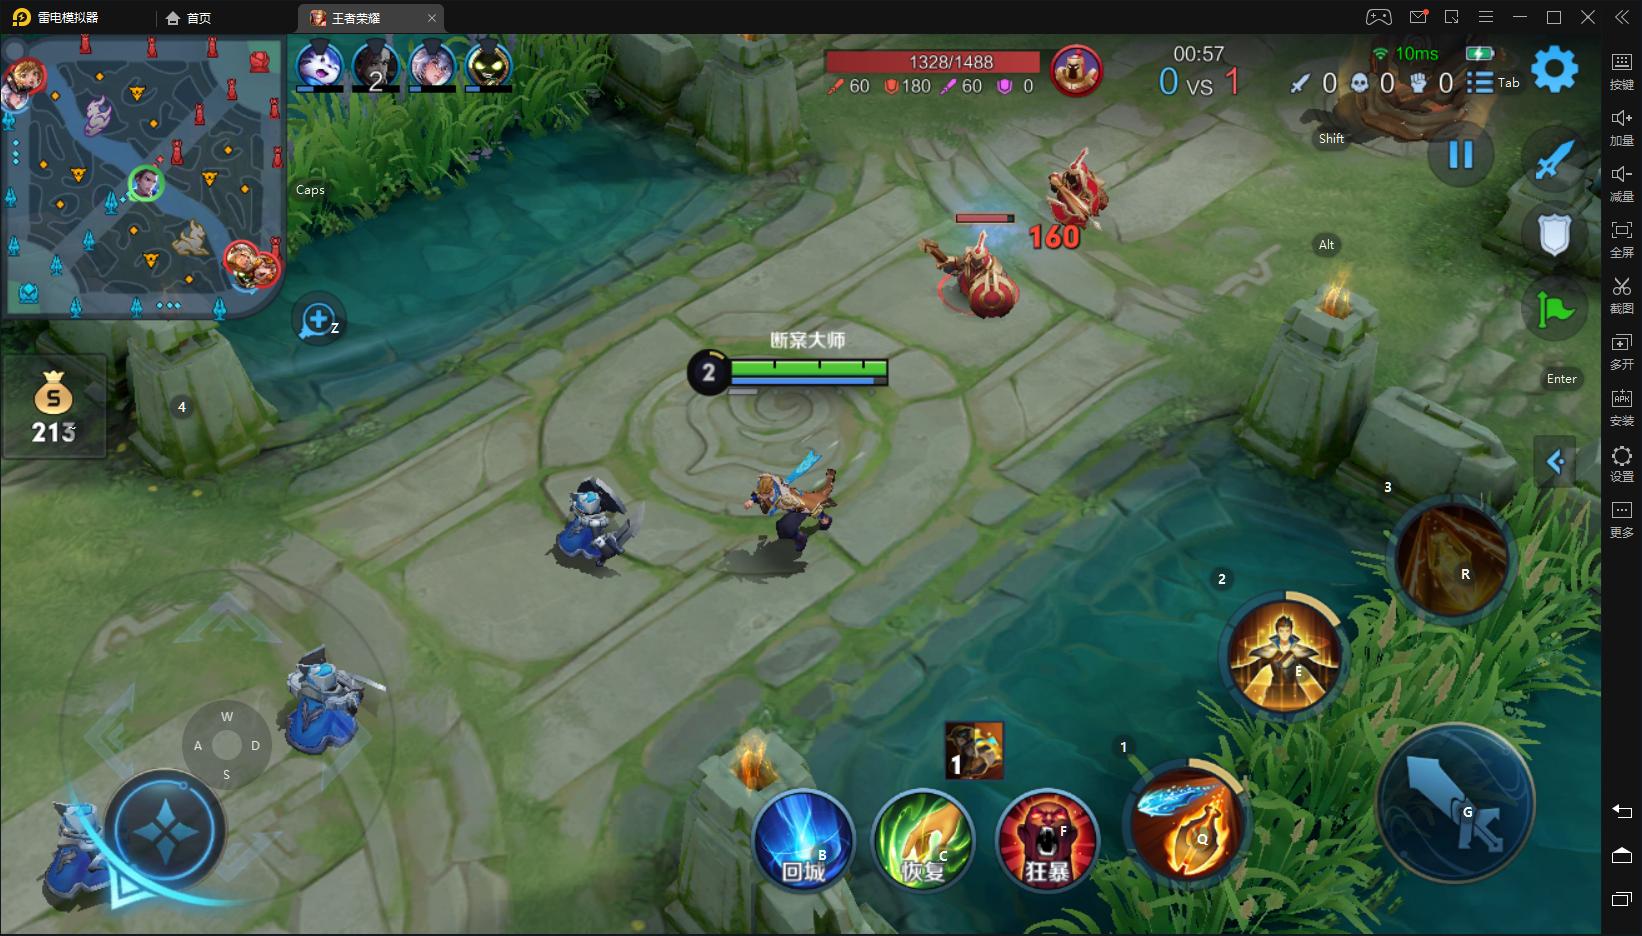 雷电模拟器
首页
王者荣耀
2
1328/1488
60 180 60 0
00:57
0 VS 1
10ms
0 0 0 Tab
Shift
按键
加量
减量
全屏
截图
多开
安装
设置
更多
Caps
160
Alt
Z
断案大师
2
S
213
4
Enter
APK
3
R
2
E
W
A D
S
1
1
B
回城
C
恢复
F
狂暴
Q
G